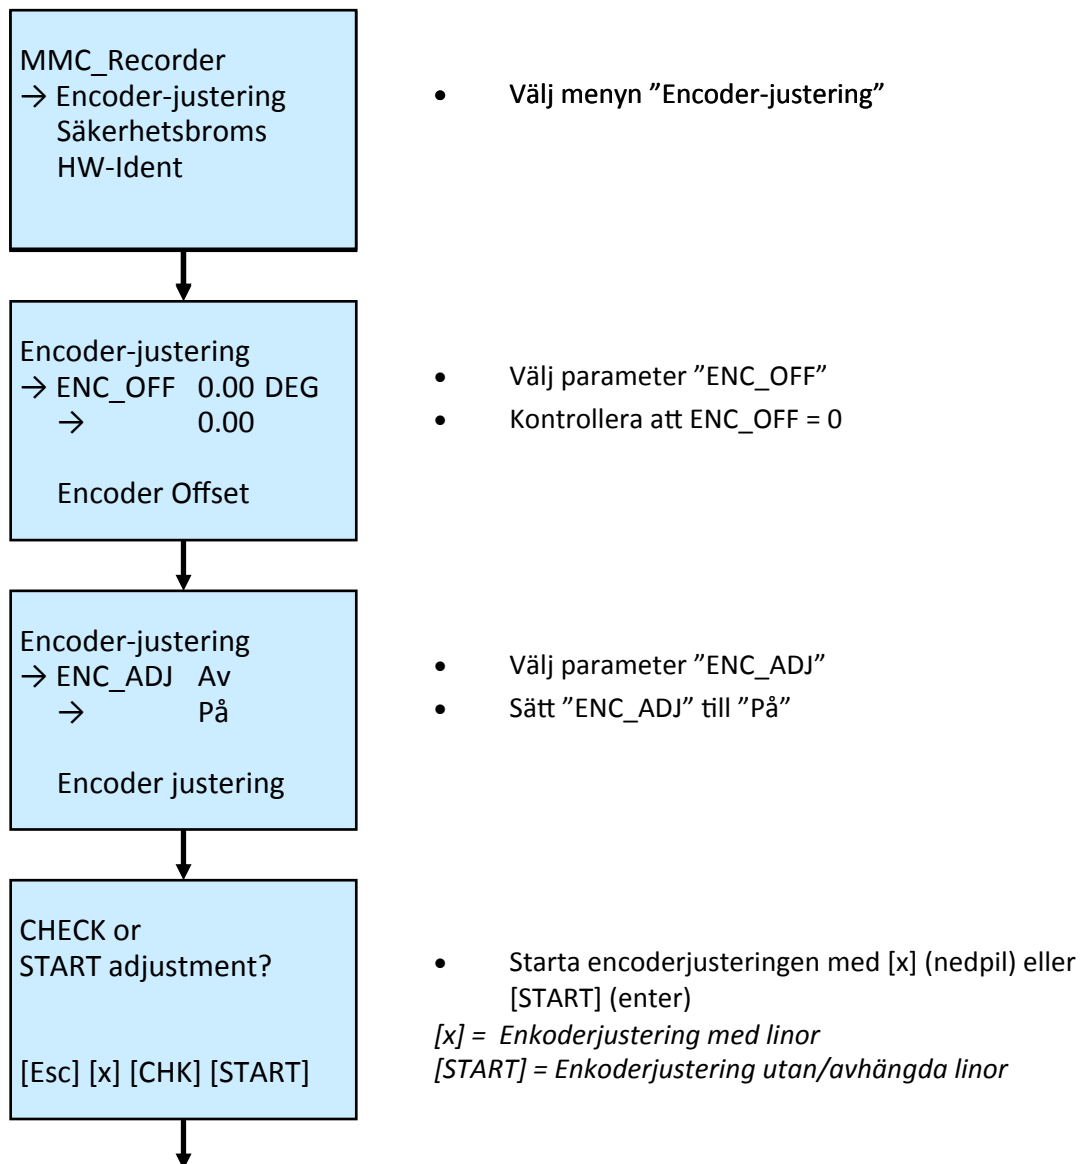 MMC_Recorder
→ Encoder-justering
Säkerhetsbroms
HW-Ident
• Välj menyn ”Encoder-justering”
Encoder-justering
→ ENC_OFF 0.00 DEG
→ 0.00
Encoder Offset
• Välj parameter ”ENC_OFF”
• Kontrollera att ENC_OFF = 0
Encoder-justering
→ ENC_ADJ Av
→ På
Encoder justering
• Välj parameter ”ENC_ADJ”
• Sätt ”ENC_ADJ” till ”På”
CHECK or
START adjustment?
[Esc] [x] [CHK] [START]
• Starta encoderjusteringen med [x] (nedpil) eller
[START] (enter)
[x] = Enkoderjustering med linor
[START] = Enkoderjustering utan/avhängda linor